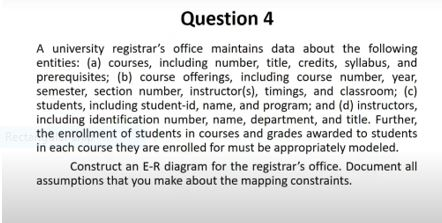 Question 4
A university registrar's office maintains data about the following
entities: (a) courses, including number, title, credits, syllabus, and
prerequisites; (b) course offerings, including course number, year,
semester, section number, instructor(s), timings, and classroom; (c)
students, including student-id, name, and program; and (d) instructors,
including identification number, name, department, and title. Further,
the enrollment of students in courses and grades awarded to students
in each course they are enrolled for must be appropriately modeled.
Construct an E-R diagram for the registrar's office. Document all
assumptions that you make about the mapping constraints.